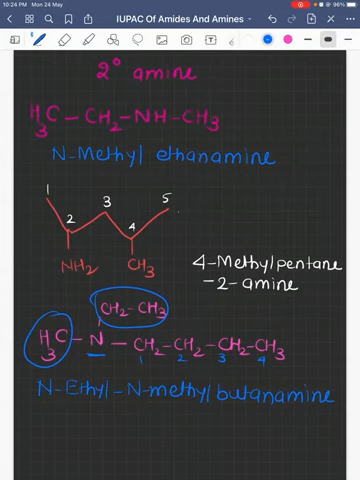 10:24 PM Mon 24 May
96%
IUPAC Of Amides And Amines
2° amine
H3C – CH2 – NH – CH3
N-Methyl ethanamine
1
2
3
4
5
NH2
CH3
4-Methylpentane
-2-amine
CH2-CH3
H3C – N – CH2-CH2-CH2-CH3
1 2 3 4
N-Ethyl-N-methyl butanamine